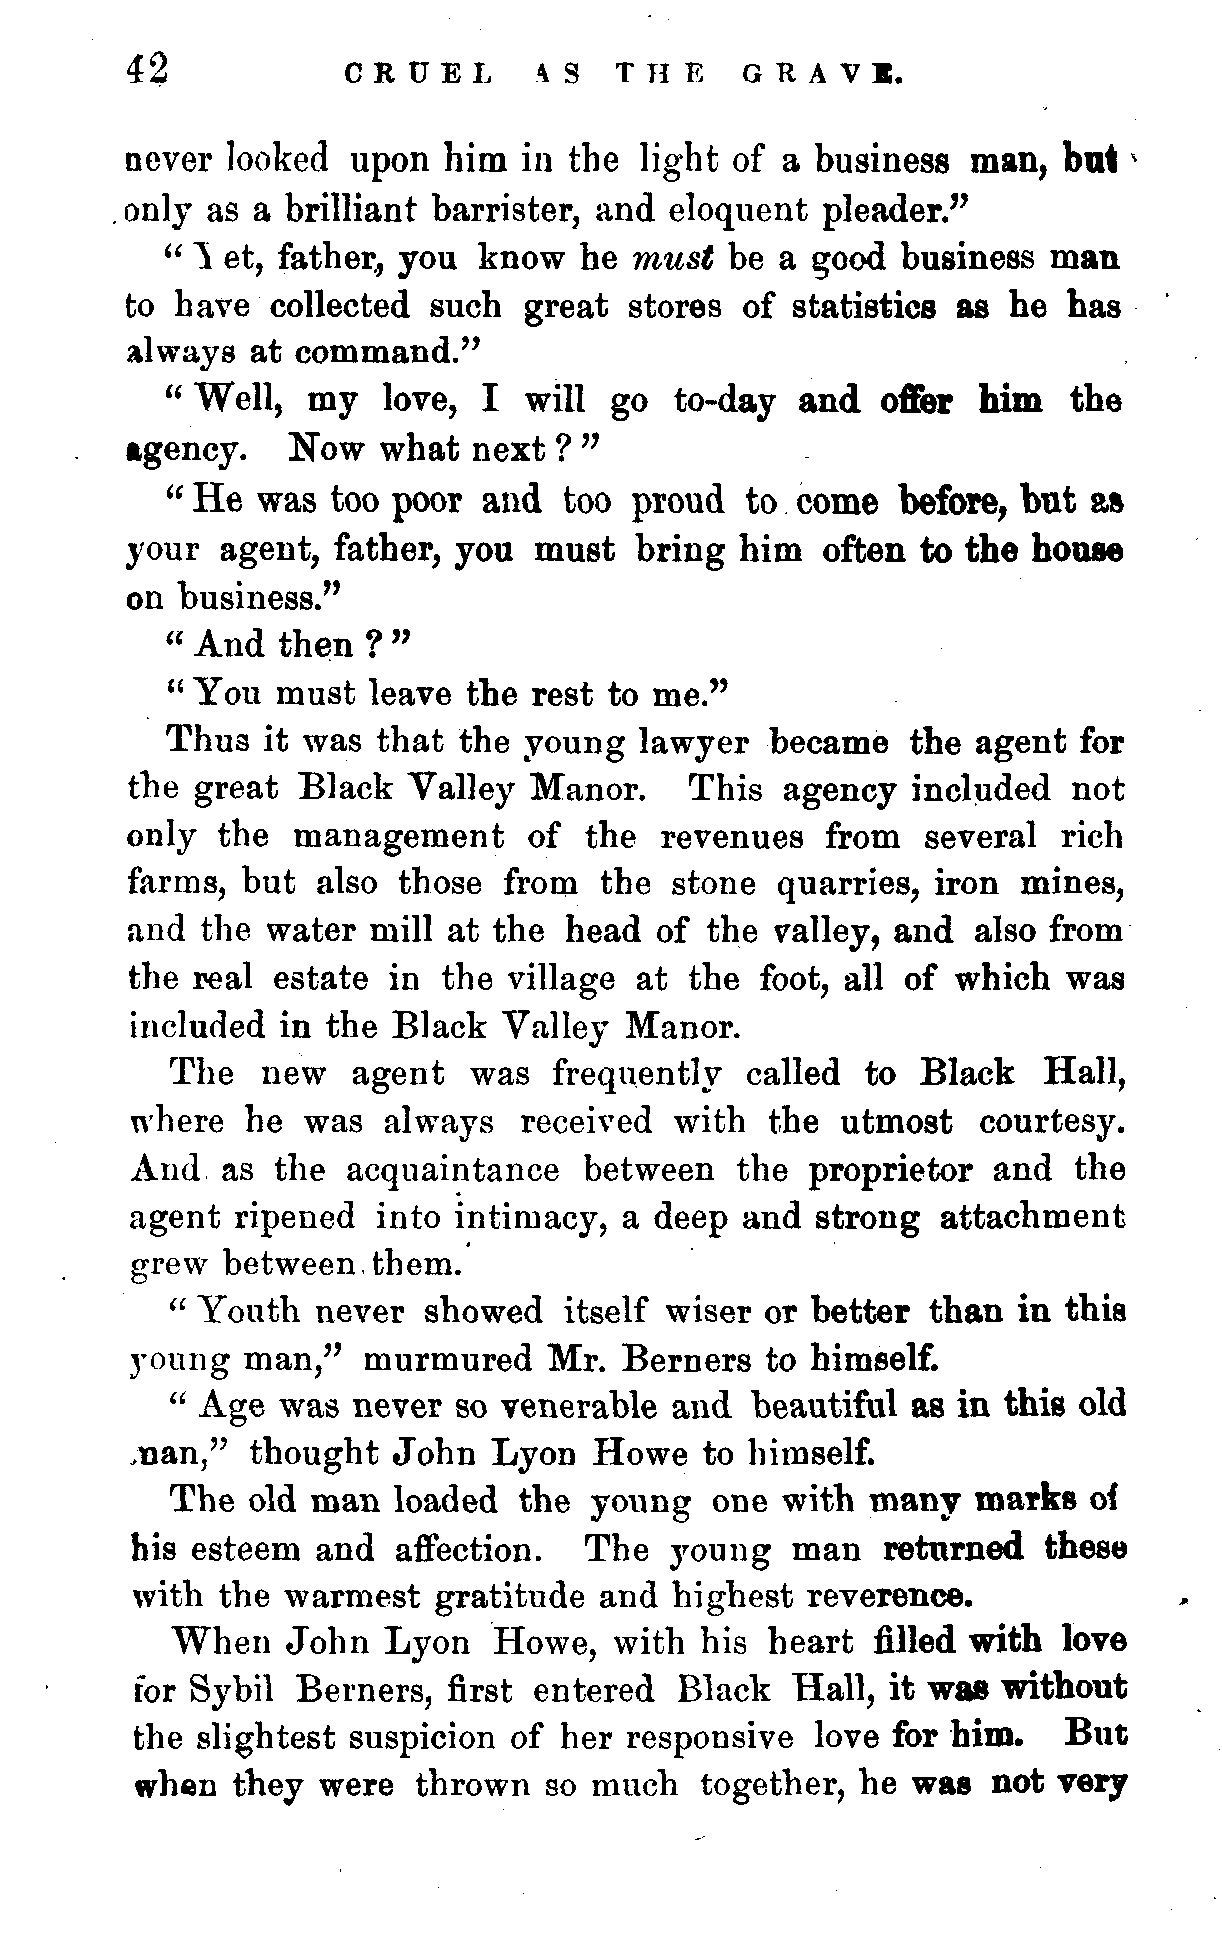 42 CRUEL AS THE GRAVE.
never looked upon him in the light of a business man, but
only as a brilliant barrister, and eloquent pleader."
"Yet, father, you know he must be a good business man
to have collected such great stores of statistics as he has
always at command."
"Well, my love, I will go to-day and offer him the
agency. Now what next?"
"He was too poor and too proud to come before, but as
your agent, father, you must bring him often to the house
on business."
"And then?"
"You must leave the rest to me."
Thus it was that the young lawyer became the agent for
the great Black Valley Manor. This agency included not
only the management of the revenues from several rich
farms, but also those from the stone quarries, iron mines,
and the water mill at the head of the valley, and also from
the real estate in the village at the foot, all of which was
included in the Black Valley Manor.
The new agent was frequently called to Black Hall,
where he was always received with the utmost courtesy.
And as the acquaintance between the proprietor and the
agent ripened into intimacy, a deep and strong attachment
grew between them.
"Youth never showed itself wiser or better than in this
young man," murmured Mr. Berners to himself.
"Age was never so venerable and beautiful as in this old
man," thought John Lyon Howe to himself.
The old man loaded the young one with many marks of
his esteem and affection. The young man returned these
with the warmest gratitude and highest reverence.
When John Lyon Howe, with his heart filled with love
for Sybil Berners, first entered Black Hall, it was without
the slightest suspicion of her responsive love for him. But
when they were thrown so much together, he was not very